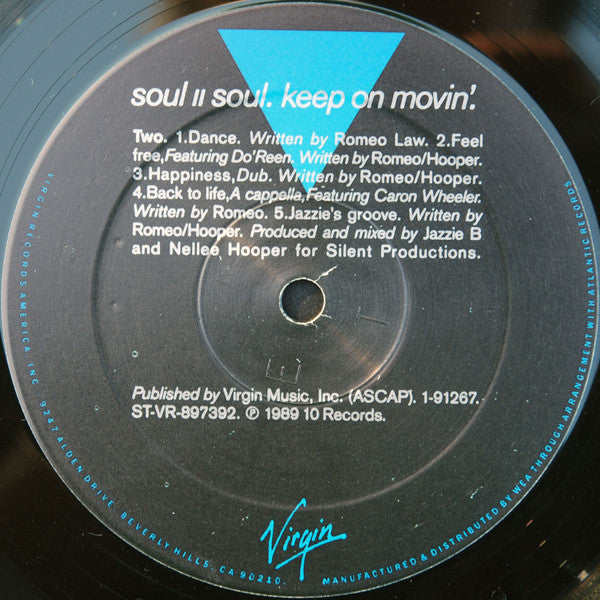 soul II soul. keep on movin'.
Two. 1.Dance. Written by Romeo Law. 2.Feel
free,Featuring Do'Reen. Written by Romeo/Hooper.
3.Happiness,Dub. Written by Romeo/Hooper.
4.Back to life,A cappella,Featuring Caron Wheeler.
Written by Romeo. 5.Jazzie's groove. Written by
Romeo/Hooper. Produced and mixed by Jazzie B
and Nellee Hooper for Silent Productions.
Published by Virgin Music, Inc. (ASCAP). 1-91267.
ST-VR-897392. ℗ 1989 10 Records.
Virgin
VIRGIN RECORDS AMERICA, INC. 9247 ALDEN DRIVE, BEVERLY HILLS, CA 90210.
MANUFACTURED & DISTRIBUTED BY WEA THROUGH ARRANGEMENT WITH ATLANTIC RECORDS